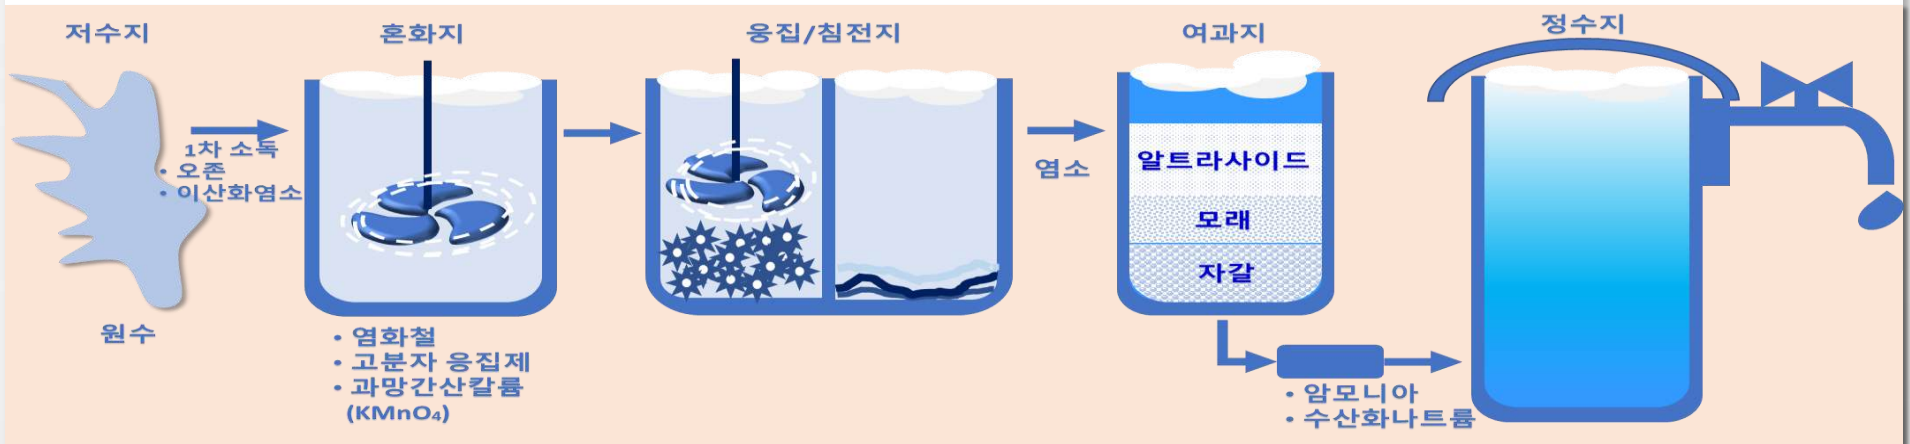 저수지
혼화지
웅집/침전지
여과지
정수지
1차 소독
• 오존
• 이산화염소
염소
알트라사이드
모래
자갈
원수
• 염화철
• 고분자 응집제
• 과망간산칼륨
(KMnO₄)
• 암모니아
• 수산화나트륨